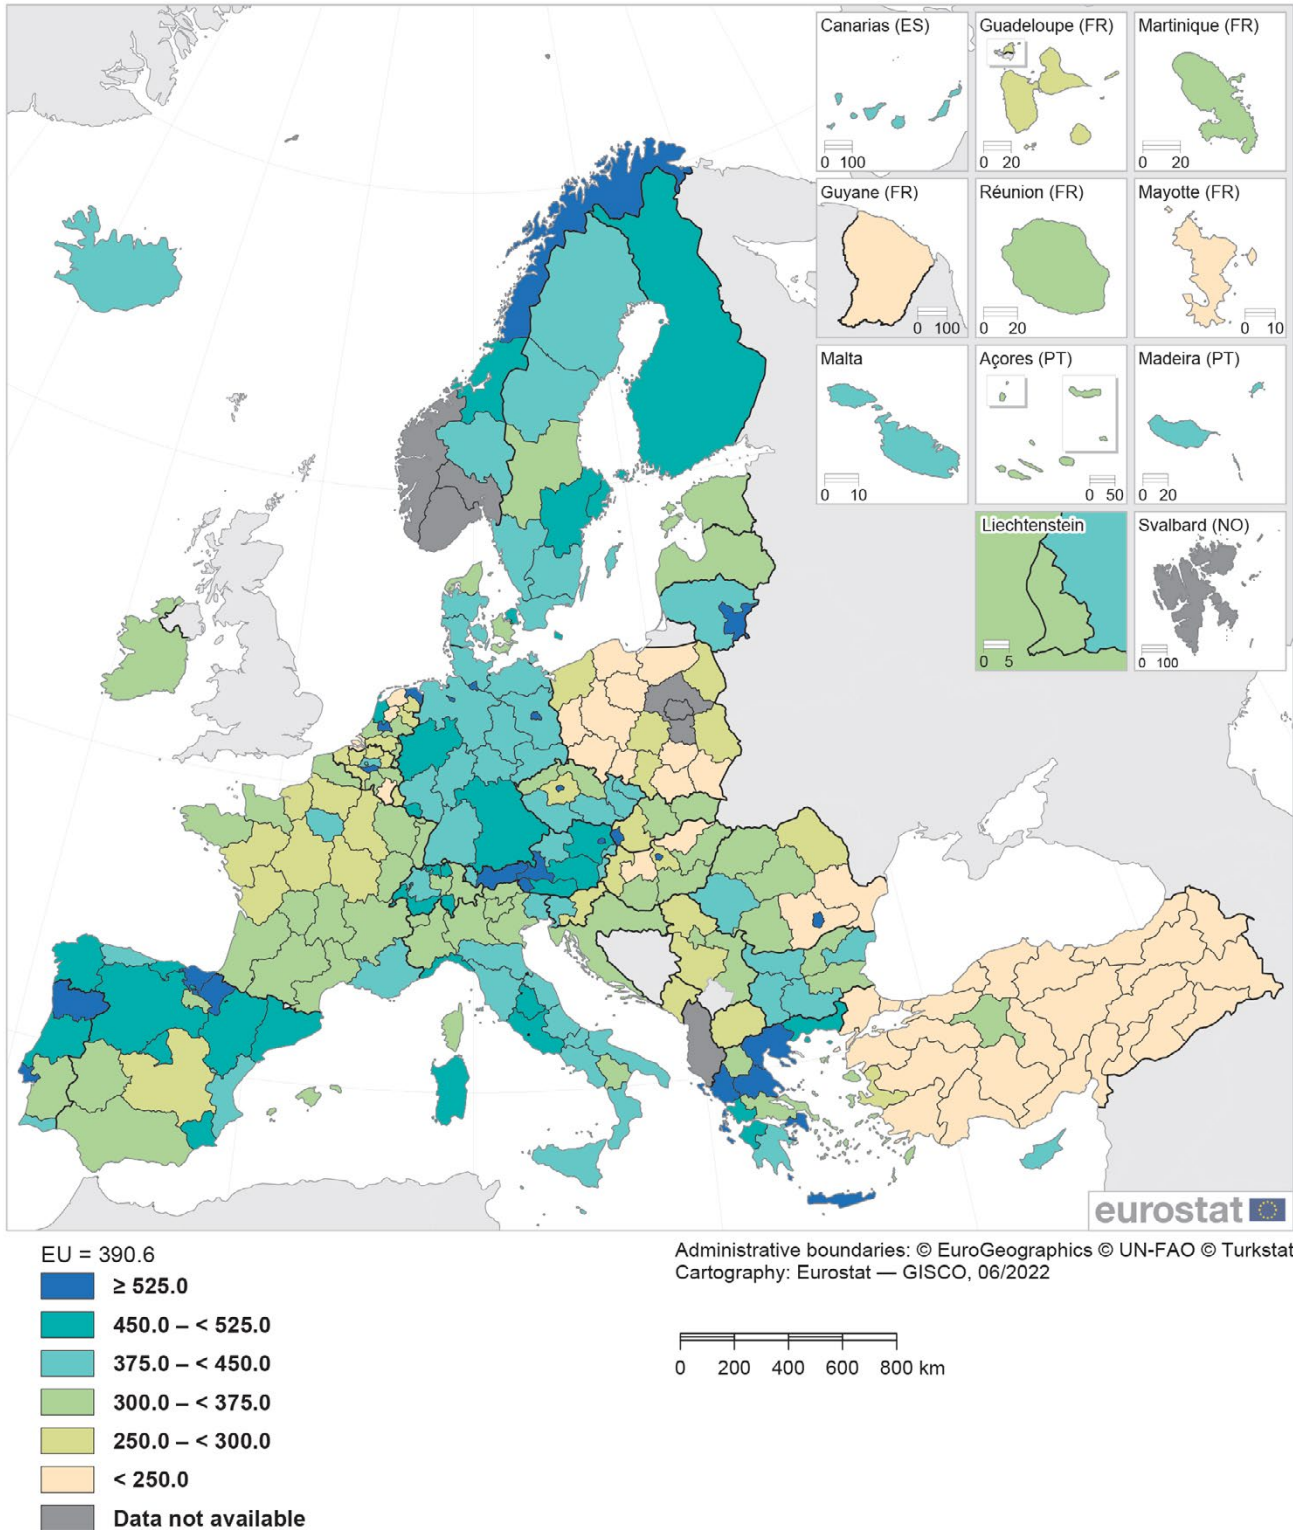 Canarias (ES)
0 100
Guadeloupe (FR)
0 20
Martinique (FR)
0 20
Guyane (FR)
0 100
Réunion (FR)
0 20
Mayotte (FR)
0 10
Malta
0 10
Açores (PT)
0 50
Madeira (PT)
0 20
Liechtenstein
0 5
Svalbard (NO)
0 100
eurostat
EU = 390.6
≥ 525.0
450.0 – < 525.0
375.0 – < 450.0
300.0 – < 375.0
250.0 – < 300.0
< 250.0
Data not available
Administrative boundaries: © EuroGeographics © UN-FAO © Turkstat
Cartography: Eurostat — GISCO, 06/2022
0 200 400 600 800 km